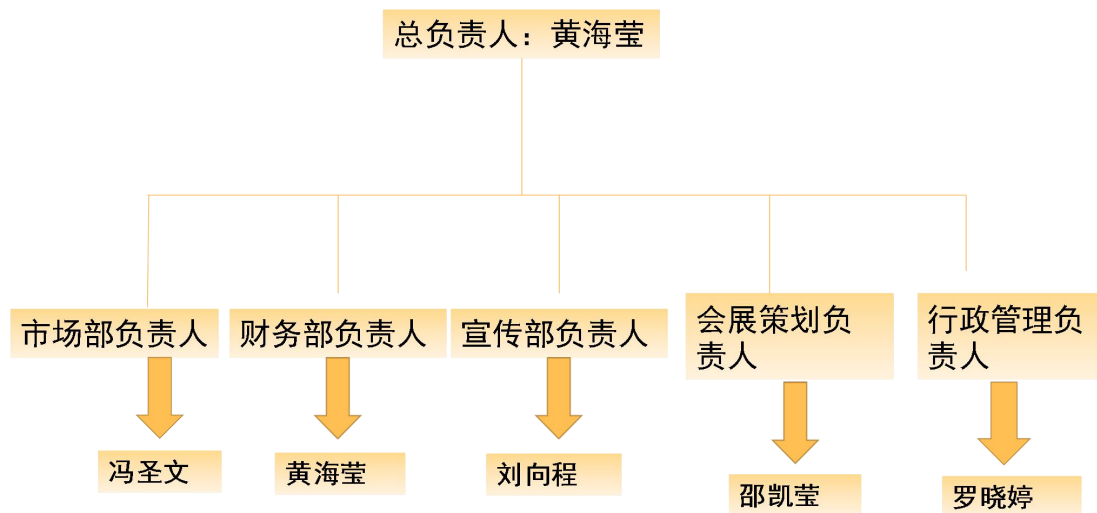 总负责人：黄海莹
市场部负责人
财务部负责人
宣传部负责人
会展策划负
责人
行政管理负
责人
冯圣文
黄海莹
刘向程
邵凯莹
罗晓婷